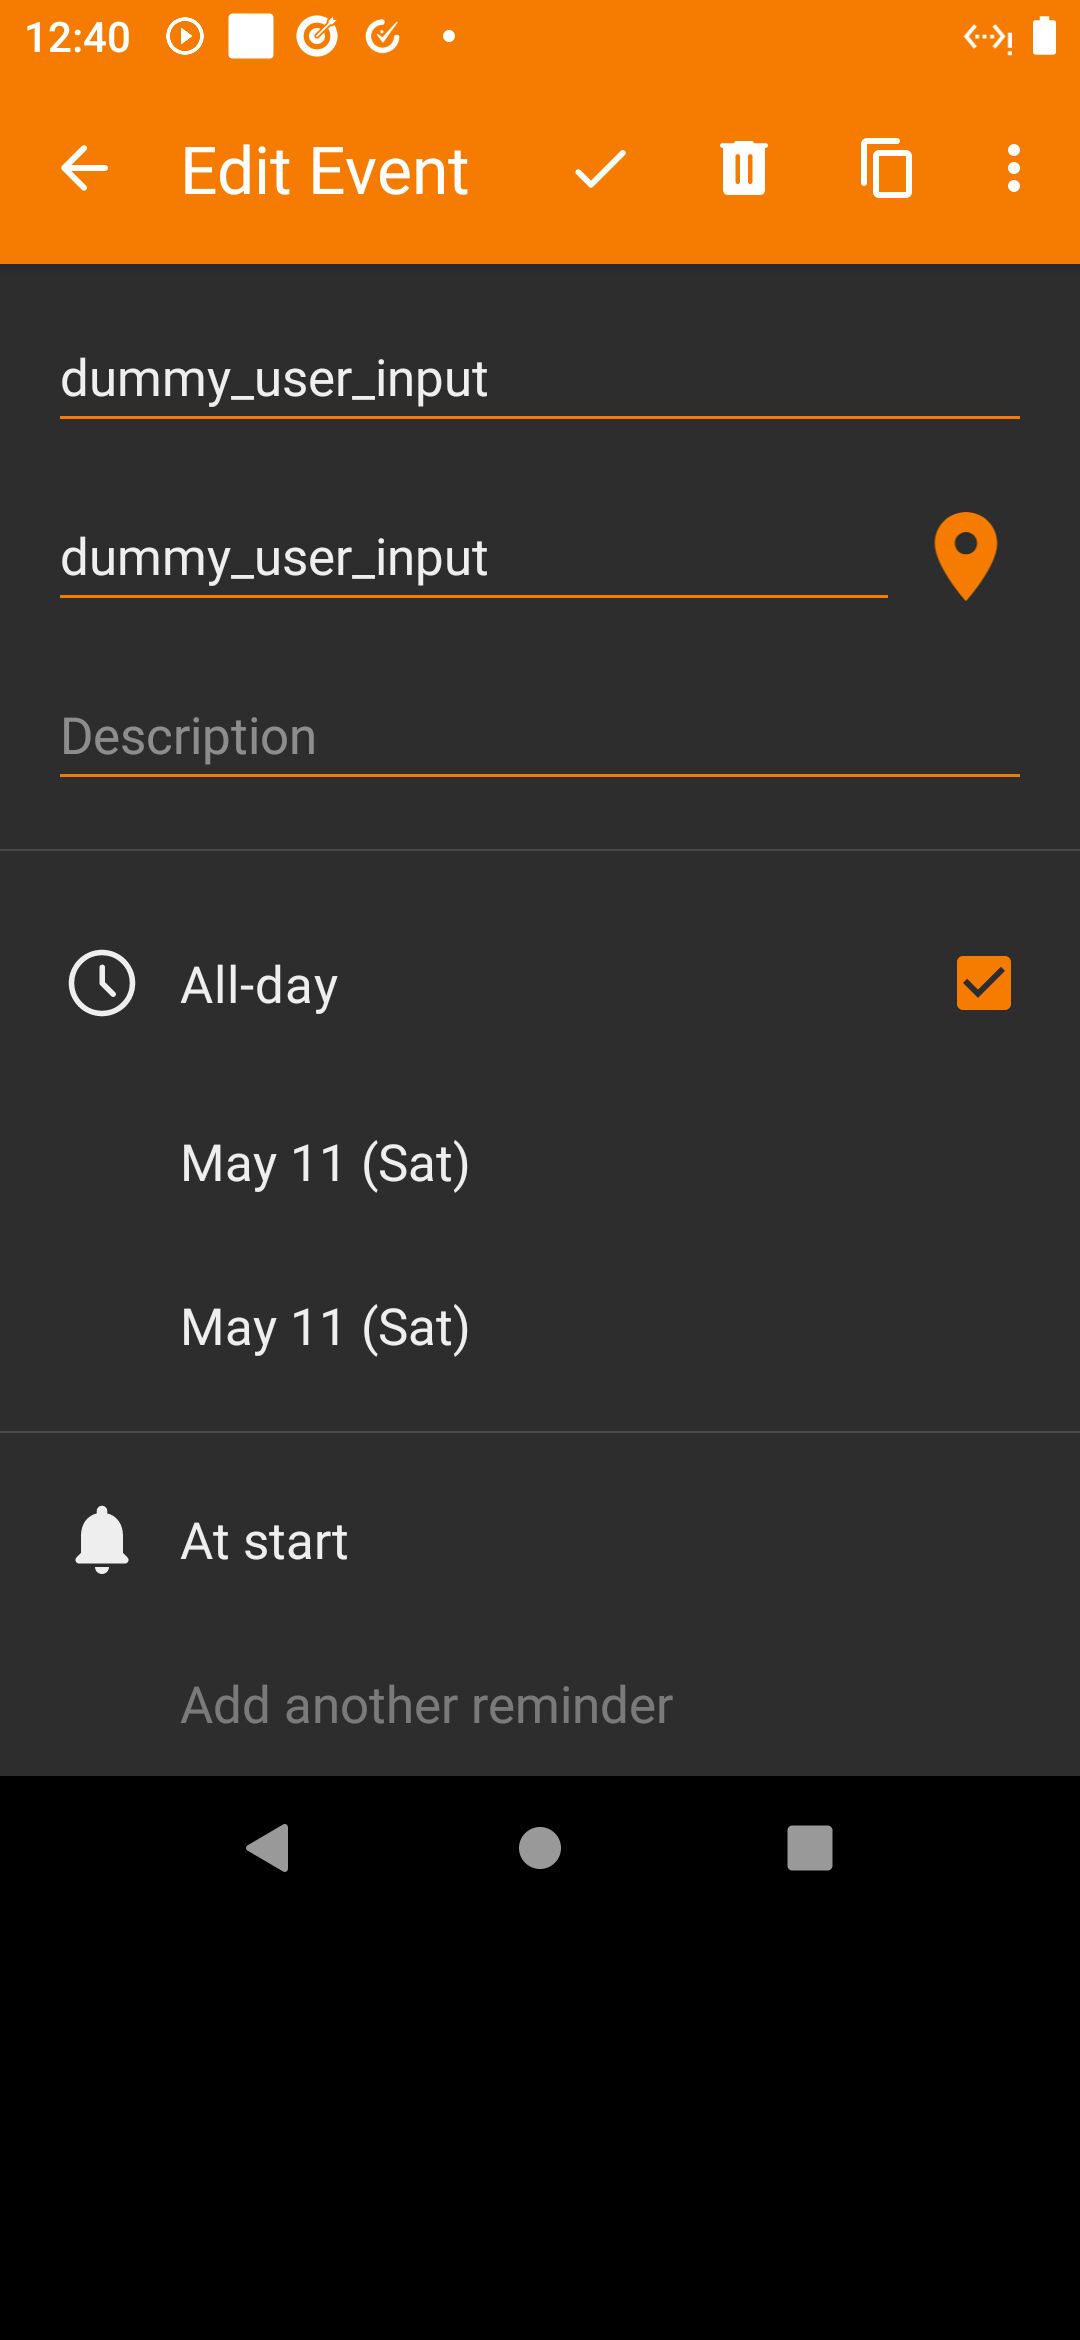 12:40
Edit Event
dummy_user_input
dummy_user_input
Description
All-day
May 11 (Sat)
May 11 (Sat)
At start
Add another reminder